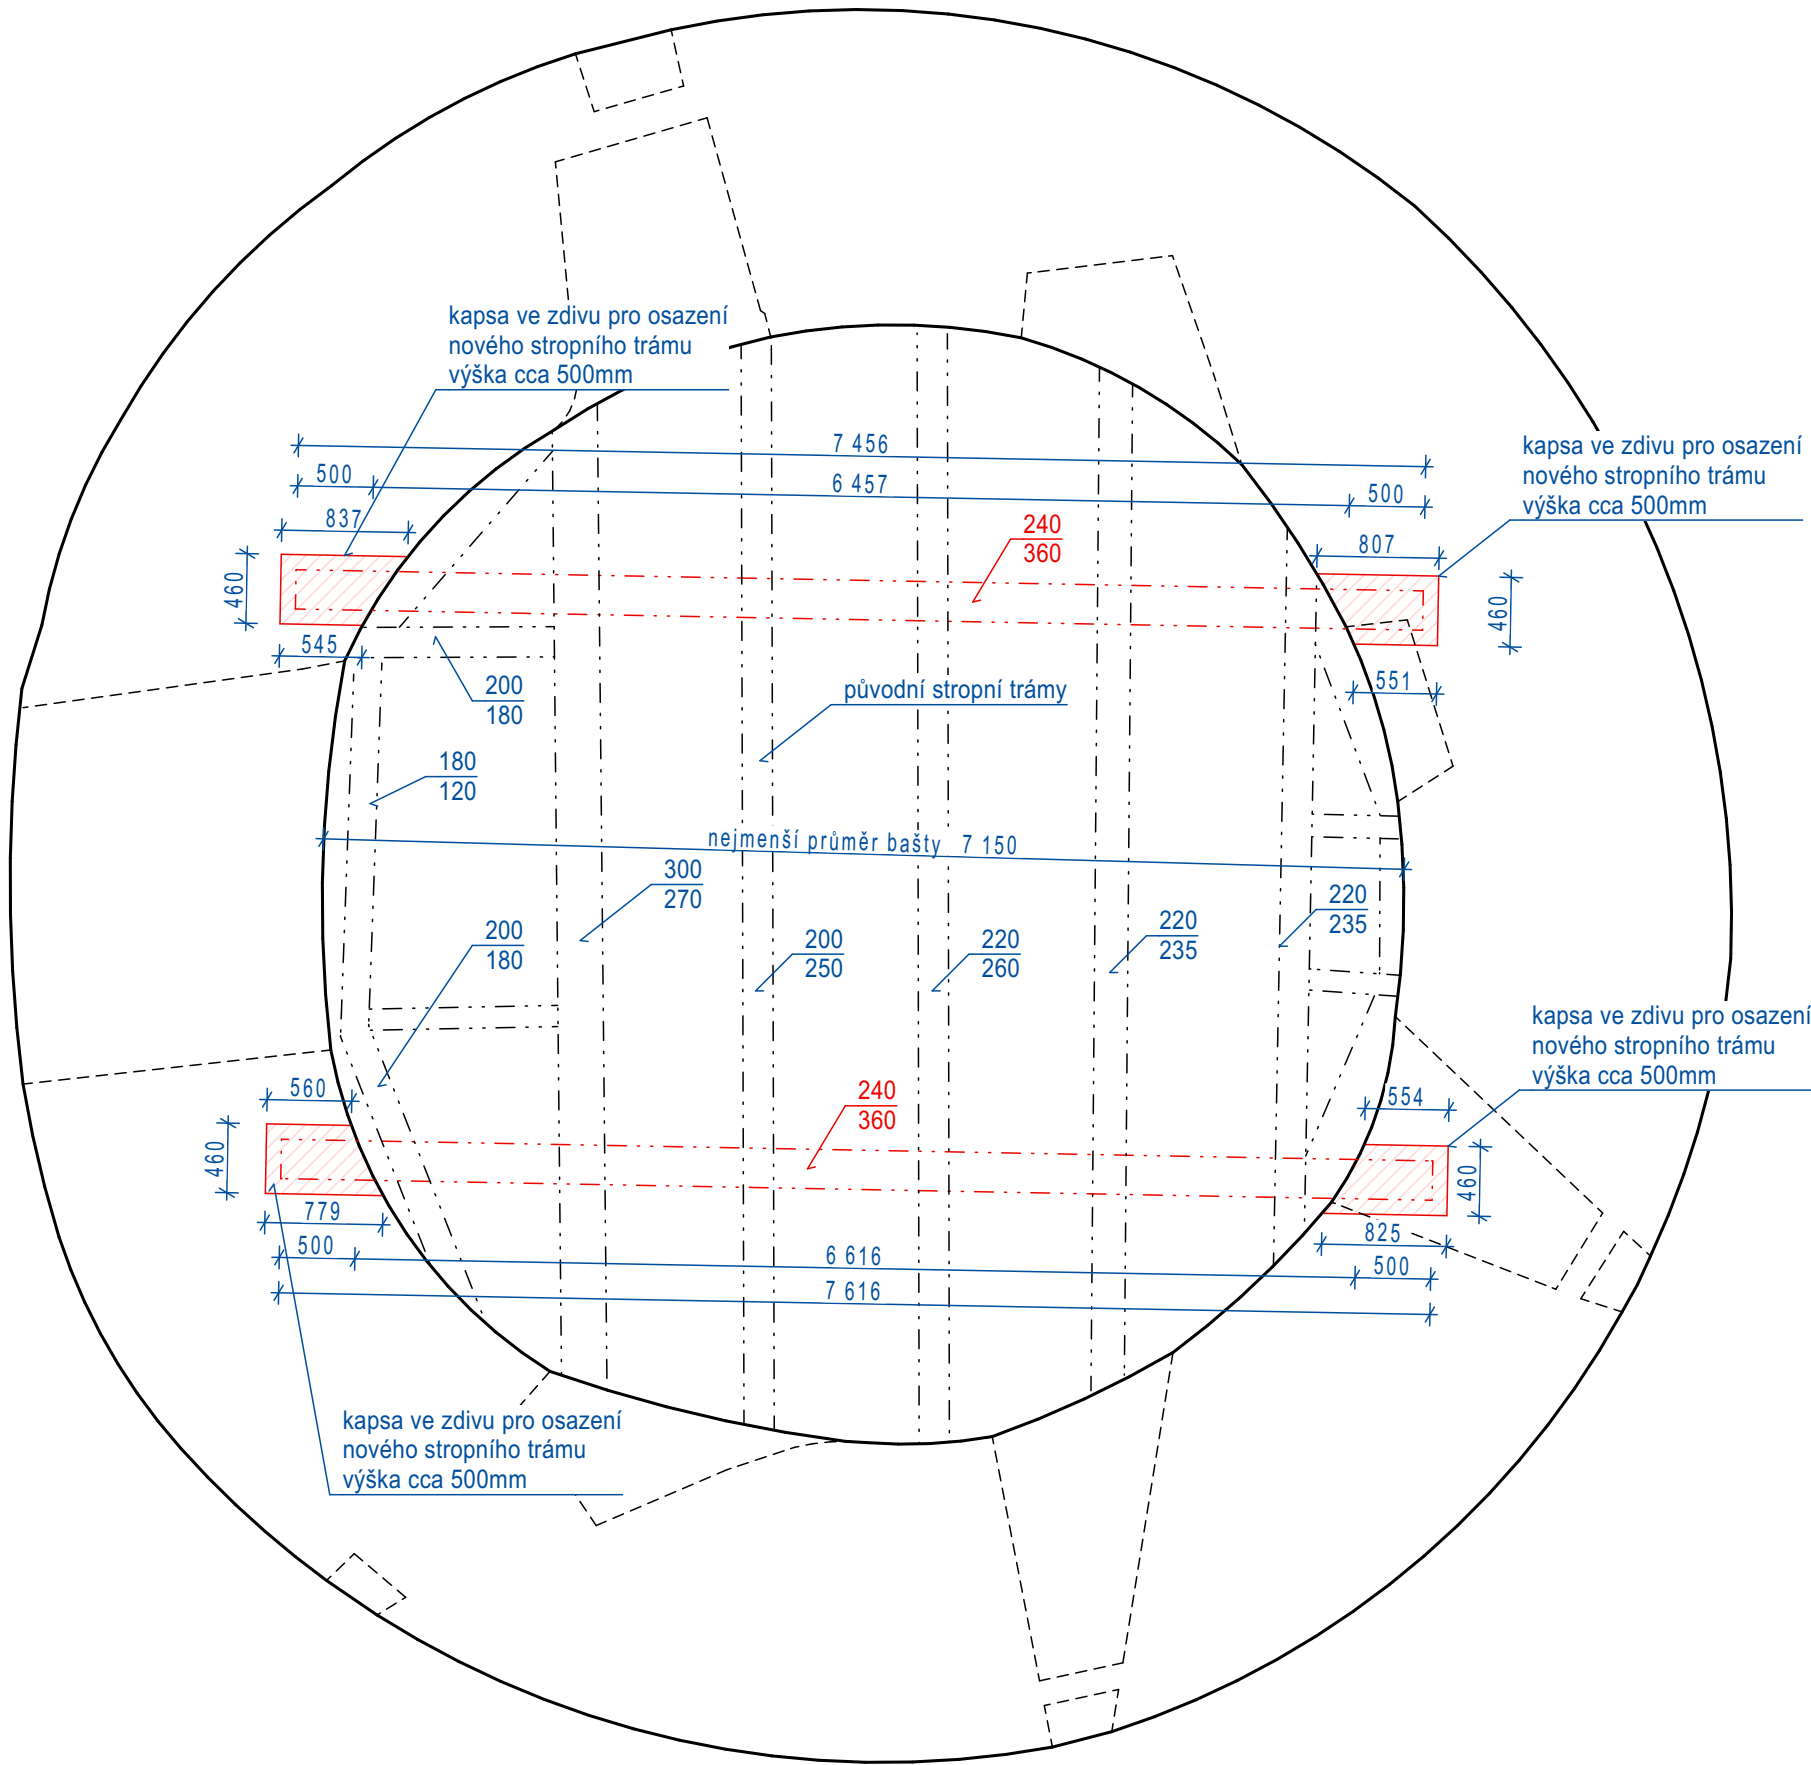 kapsa ve zdivu pro osazení
nového stropního trámu
výška cca 500mm
7 456
500
6 457
500
837
kapsa ve zdivu pro osazení
nového stropního trámu
výška cca 500mm
240
360
807
460
460
545
551
200
180
původní stropní trámy
180
120
nejmenší průměr bašty 7 150
300
270
220
235
200
180
200
250
220
260
220
235
kapsa ve zdivu pro osazení
nového stropního trámu
výška cca 500mm
560
240
360
554
460
460
779
825
500
6 616
500
7 616
kapsa ve zdivu pro osazení
nového stropního trámu
výška cca 500mm